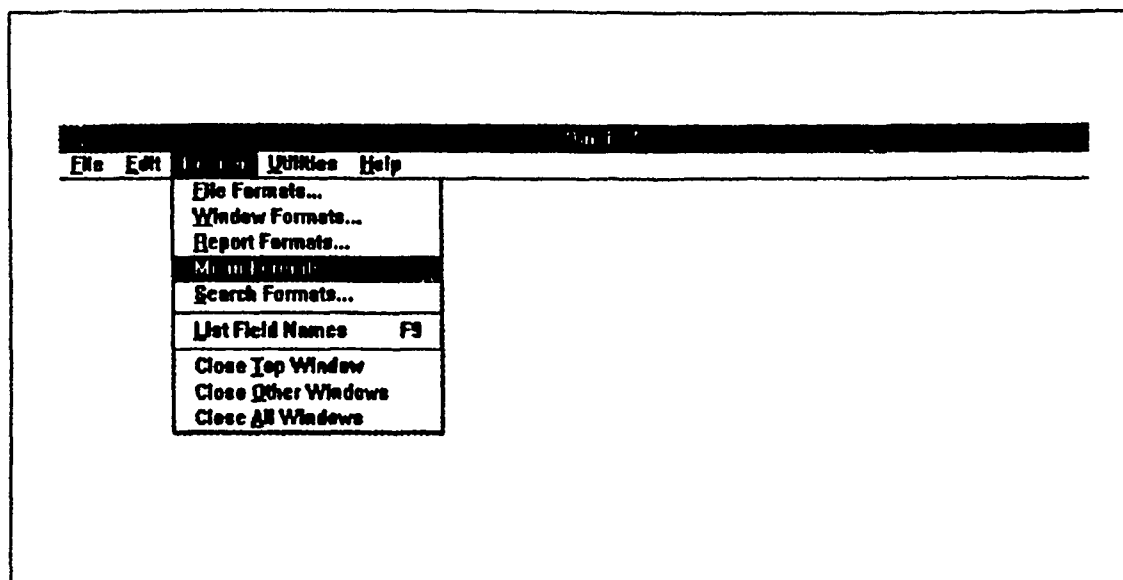 File Edit Utilities Help
File Formats...
Window Formats...
Report Formats...
Search Formats...
List Field Names F9
Close Top Window
Close Other Windows
Close All Windows